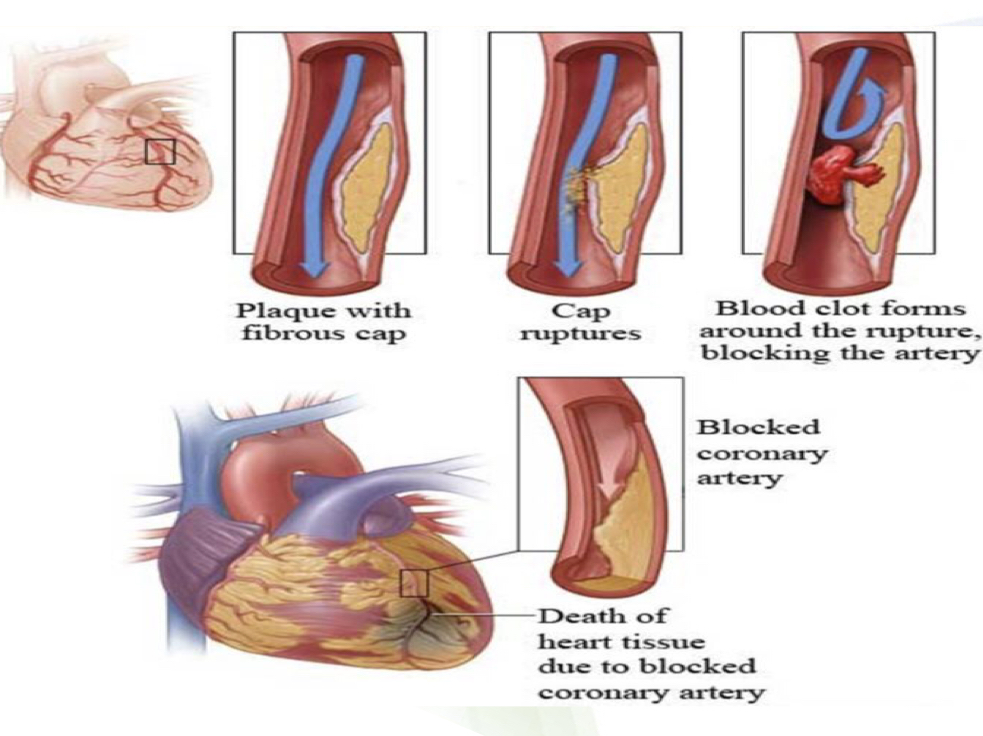 Plaque with
fibrous cap
Cap
ruptures
Blood clot forms
around the rupture,
blocking the artery
Blocked
coronary
artery
Death of
heart tissue
due to blocked
coronary artery